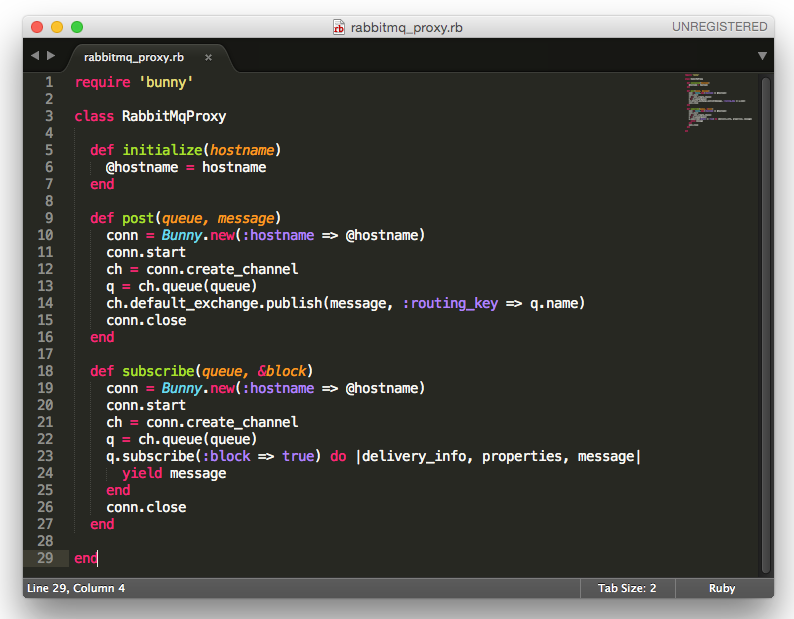 rabbitmq_proxy.rb
UNREGISTERED
rabbitmq_proxy.rb ×
1 require 'bunny'
2
3 class RabbitMqProxy
4
5   def initialize(hostname)
6     @hostname = hostname
7   end
8
9   def post(queue, message)
10     conn = Bunny.new(:hostname => @hostname)
11     conn.start
12     ch = conn.create_channel
13     q = ch.queue(queue)
14     ch.default_exchange.publish(message, :routing_key => q.name)
15     conn.close
16   end
17
18   def subscribe(queue, &block)
19     conn = Bunny.new(:hostname => @hostname)
20     conn.start
21     ch = conn.create_channel
22     q = ch.queue(queue)
23     q.subscribe(:block => true) do |delivery_info, properties, message|
24       yield message
25     end
26     conn.close
27   end
28
29 end
Line 29, Column 4
Tab Size: 2
Ruby